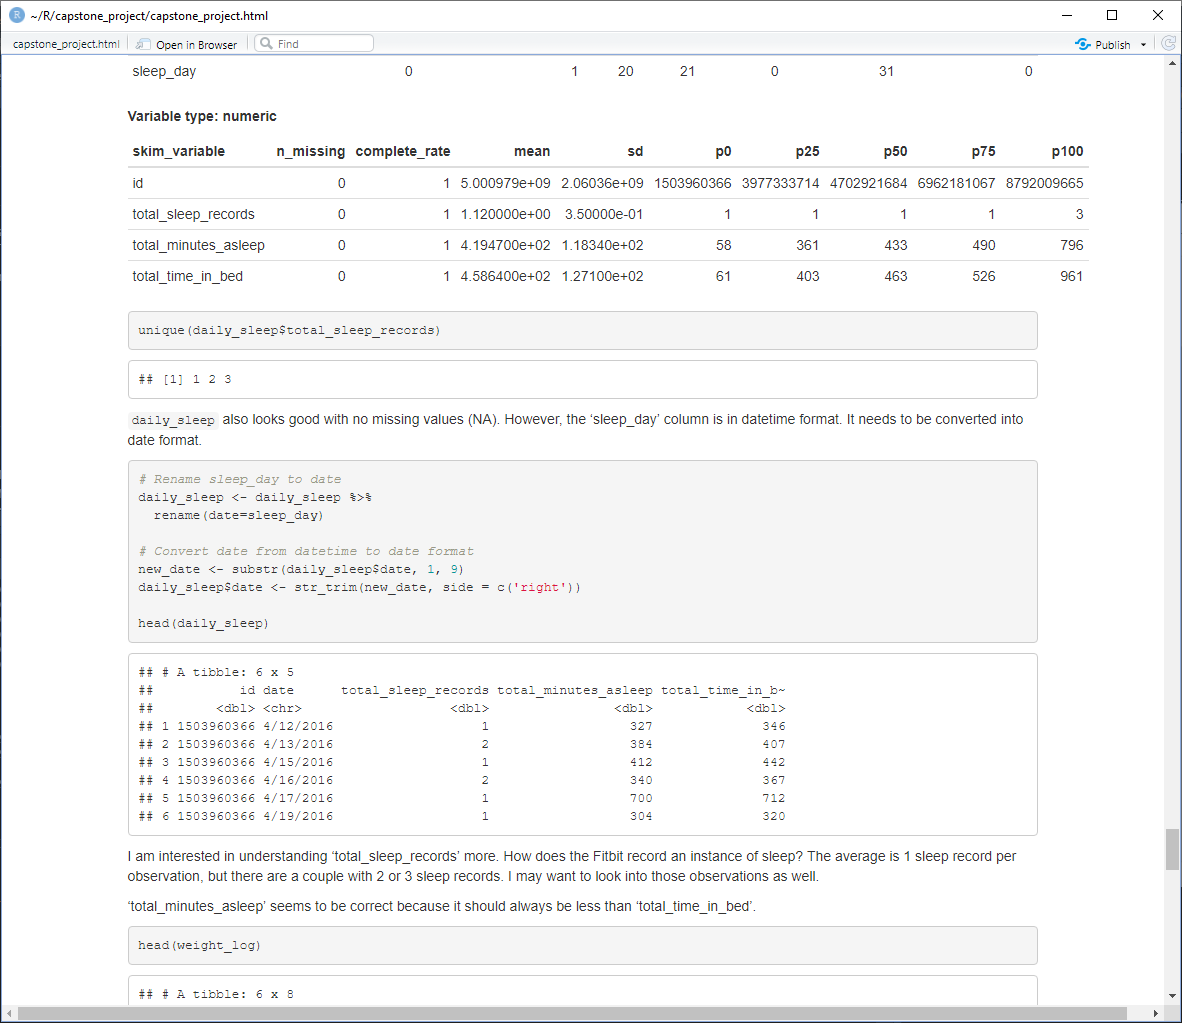 ~/R/capstone_project/capstone_project.html
capstone_project.html Open in Browser Find Publish
sleep_day 0 1 20 21 0 31 0
Variable type: numeric
skim_variable n_missing complete_rate mean sd p0 p25 p50 p75 p100
id 0 1 5.000979e+09 2.06036e+09 1503960366 3977333714 4702921684 6962181067 8792009665
total_sleep_records 0 1 1.120000e+00 3.50000e-01 1 1 1 1 3
total_minutes_asleep 0 1 4.194700e+02 1.18340e+02 58 361 433 490 796
total_time_in_bed 0 1 4.586400e+02 1.27100e+02 61 403 463 526 961
unique(daily_sleep$total_sleep_records)
## [1] 1 2 3
daily_sleep also looks good with no missing values (NA). However, the ‘sleep_day’ column is in datetime format. It needs to be converted into
date format.
# Rename sleep_day to date
daily_sleep <- daily_sleep %>%
  rename(date=sleep_day)
# Convert date from datetime to date format
new_date <- substr(daily_sleep$date, 1, 9)
daily_sleep$date <- str_trim(new_date, side = c('right'))
head(daily_sleep)
## # A tibble: 6 x 5
## id date total_sleep_records total_minutes_asleep total_time_in_b~
## <dbl> <chr> <dbl> <dbl> <dbl>
## 1 1503960366 4/12/2016 1 327 346
## 2 1503960366 4/13/2016 2 384 407
## 3 1503960366 4/15/2016 1 412 442
## 4 1503960366 4/16/2016 2 340 367
## 5 1503960366 4/17/2016 1 700 712
## 6 1503960366 4/19/2016 1 304 320
I am interested in understanding ‘total_sleep_records’ more. How does the Fitbit record an instance of sleep? The average is 1 sleep record per
observation, but there are a couple with 2 or 3 sleep records. I may want to look into those observations as well.
‘total_minutes_asleep’ seems to be correct because it should always be less than ‘total_time_in_bed’.
head(weight_log)
## # A tibble: 6 x 8